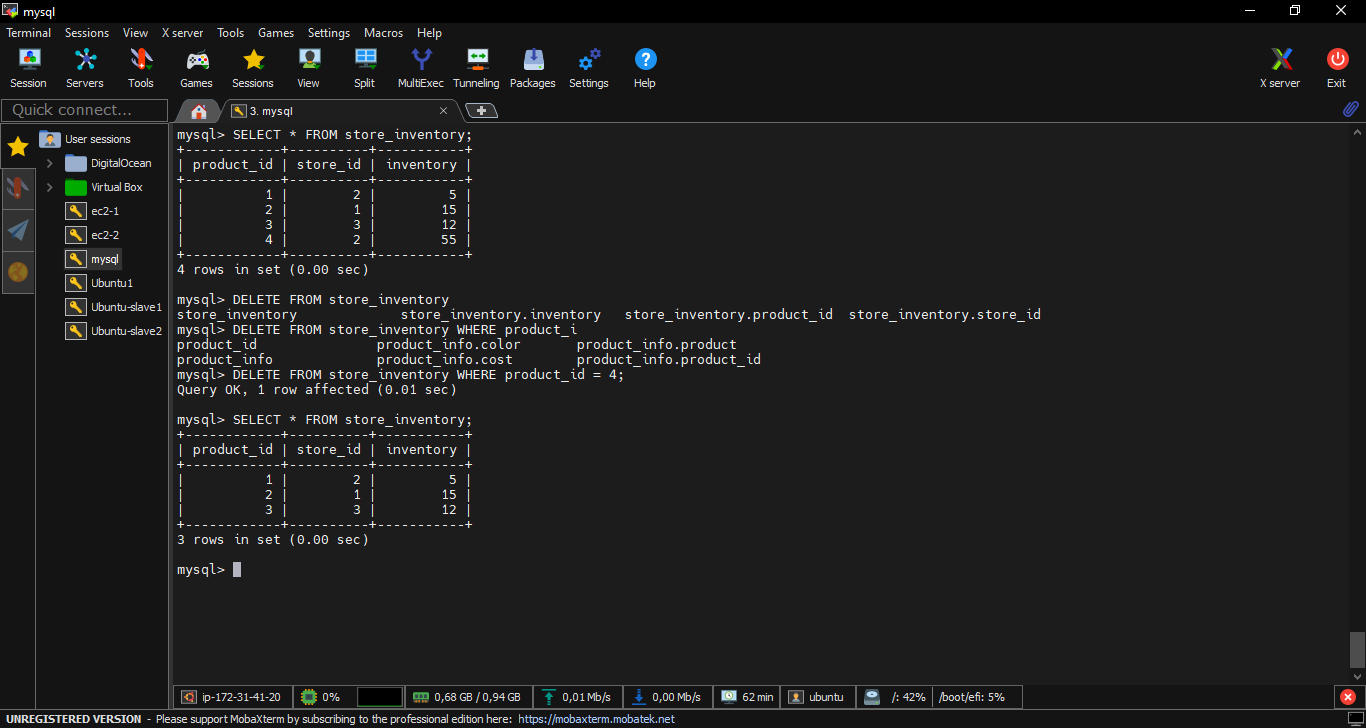 mysql
Terminal Sessions View X server Tools Games Settings Macros Help
Session Servers Tools Games Sessions View Split MultiExec Tunneling Packages Settings Help X server Exit
Quick connect...
3. mysql
User sessions
DigitalOcean
Virtual Box
ec2-1
ec2-2
mysql
Ubuntu1
Ubuntu-slave1
Ubuntu-slave2
mysql> SELECT * FROM store_inventory;
+------------+----------+-----------+
| product_id | store_id | inventory |
+------------+----------+-----------+
|          1 |        2 |         5 |
|          2 |        1 |        15 |
|          3 |        3 |        12 |
|          4 |        2 |        55 |
+------------+----------+-----------+
4 rows in set (0.00 sec)
mysql> DELETE FROM store_inventory
store_inventory             store_inventory.inventory   store_inventory.product_id  store_inventory.store_id
mysql> DELETE FROM store_inventory WHERE product_i
product_id               product_info.color       product_info.product
product_info             product_info.cost        product_info.product_id
mysql> DELETE FROM store_inventory WHERE product_id = 4;
Query OK, 1 row affected (0.01 sec)
mysql> SELECT * FROM store_inventory;
+------------+----------+-----------+
| product_id | store_id | inventory |
+------------+----------+-----------+
|          1 |        2 |         5 |
|          2 |        1 |        15 |
|          3 |        3 |        12 |
+------------+----------+-----------+
3 rows in set (0.00 sec)
mysql>
ip-172-31-41-20 0% 0,68 GB / 0,94 GB 0,01 Mb/s 0,00 Mb/s 62 min ubuntu /: 42% /boot/efi: 5%
UNREGISTERED VERSION - Please support MobaXterm by subscribing to the professional edition here: https://mobaxterm.mobatek.net